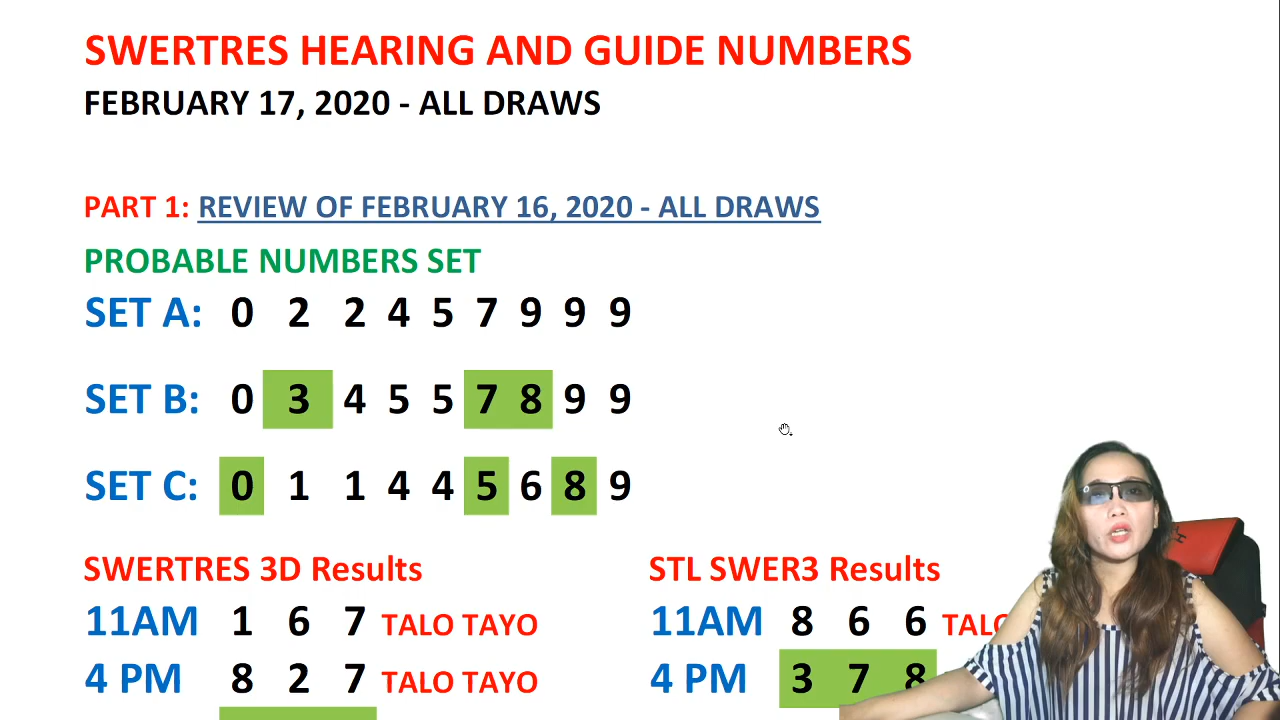 SWERTRES HEARING AND GUIDE NUMBERS
FEBRUARY 17, 2020 - ALL DRAWS
PART 1: REVIEW OF FEBRUARY 16, 2020 - ALL DRAWS
PROBABLE NUMBERS SET
SET A: 0 2 2 4 5 7 9 9 9
SET B: 0 3 4 5 5 7 8 9 9
SET C: 0 1 1 4 4 5 6 8 9
SWERTRES 3D Results
11AM 1 6 7 TALO TAYO
4 PM 8 2 7 TALO TAYO
STL SWER3 Results
11AM 8 6 6
4 PM 3 7 8